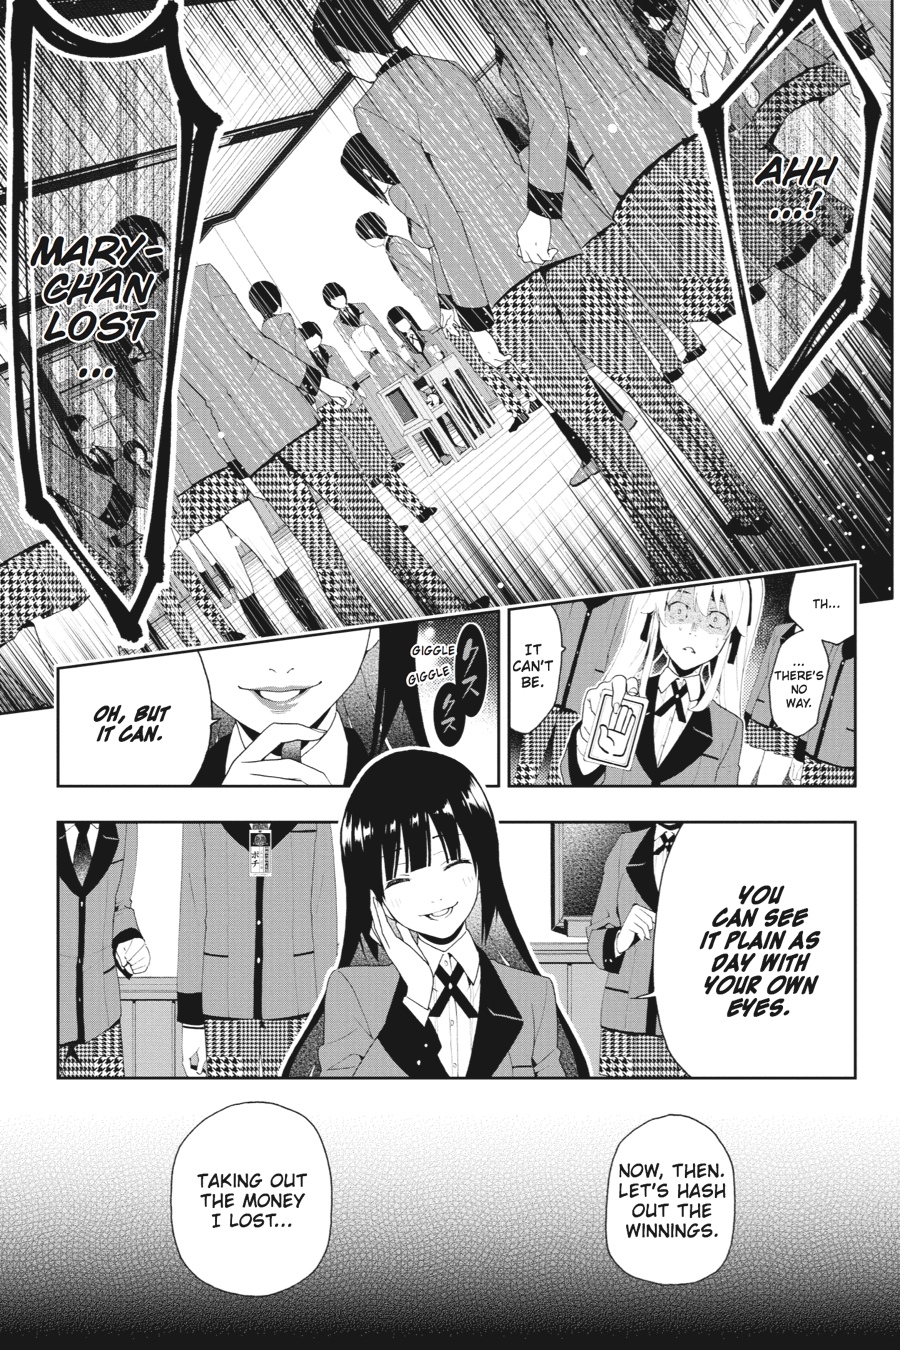 AHH
...!
MARY-
CHAN
LOST
...
TH...
...
THERE'S
NO
WAY.
IT
CAN'T
BE.
GIGGLE
GIGGLE
クスクス
OH, BUT
IT CAN.
YOU
CAN SEE
IT PLAIN AS
DAY WITH
YOUR OWN
EYES.
ポチ
NOW, THEN.
LET'S HASH
OUT THE
WINNINGS.
TAKING OUT
THE MONEY
I LOST...